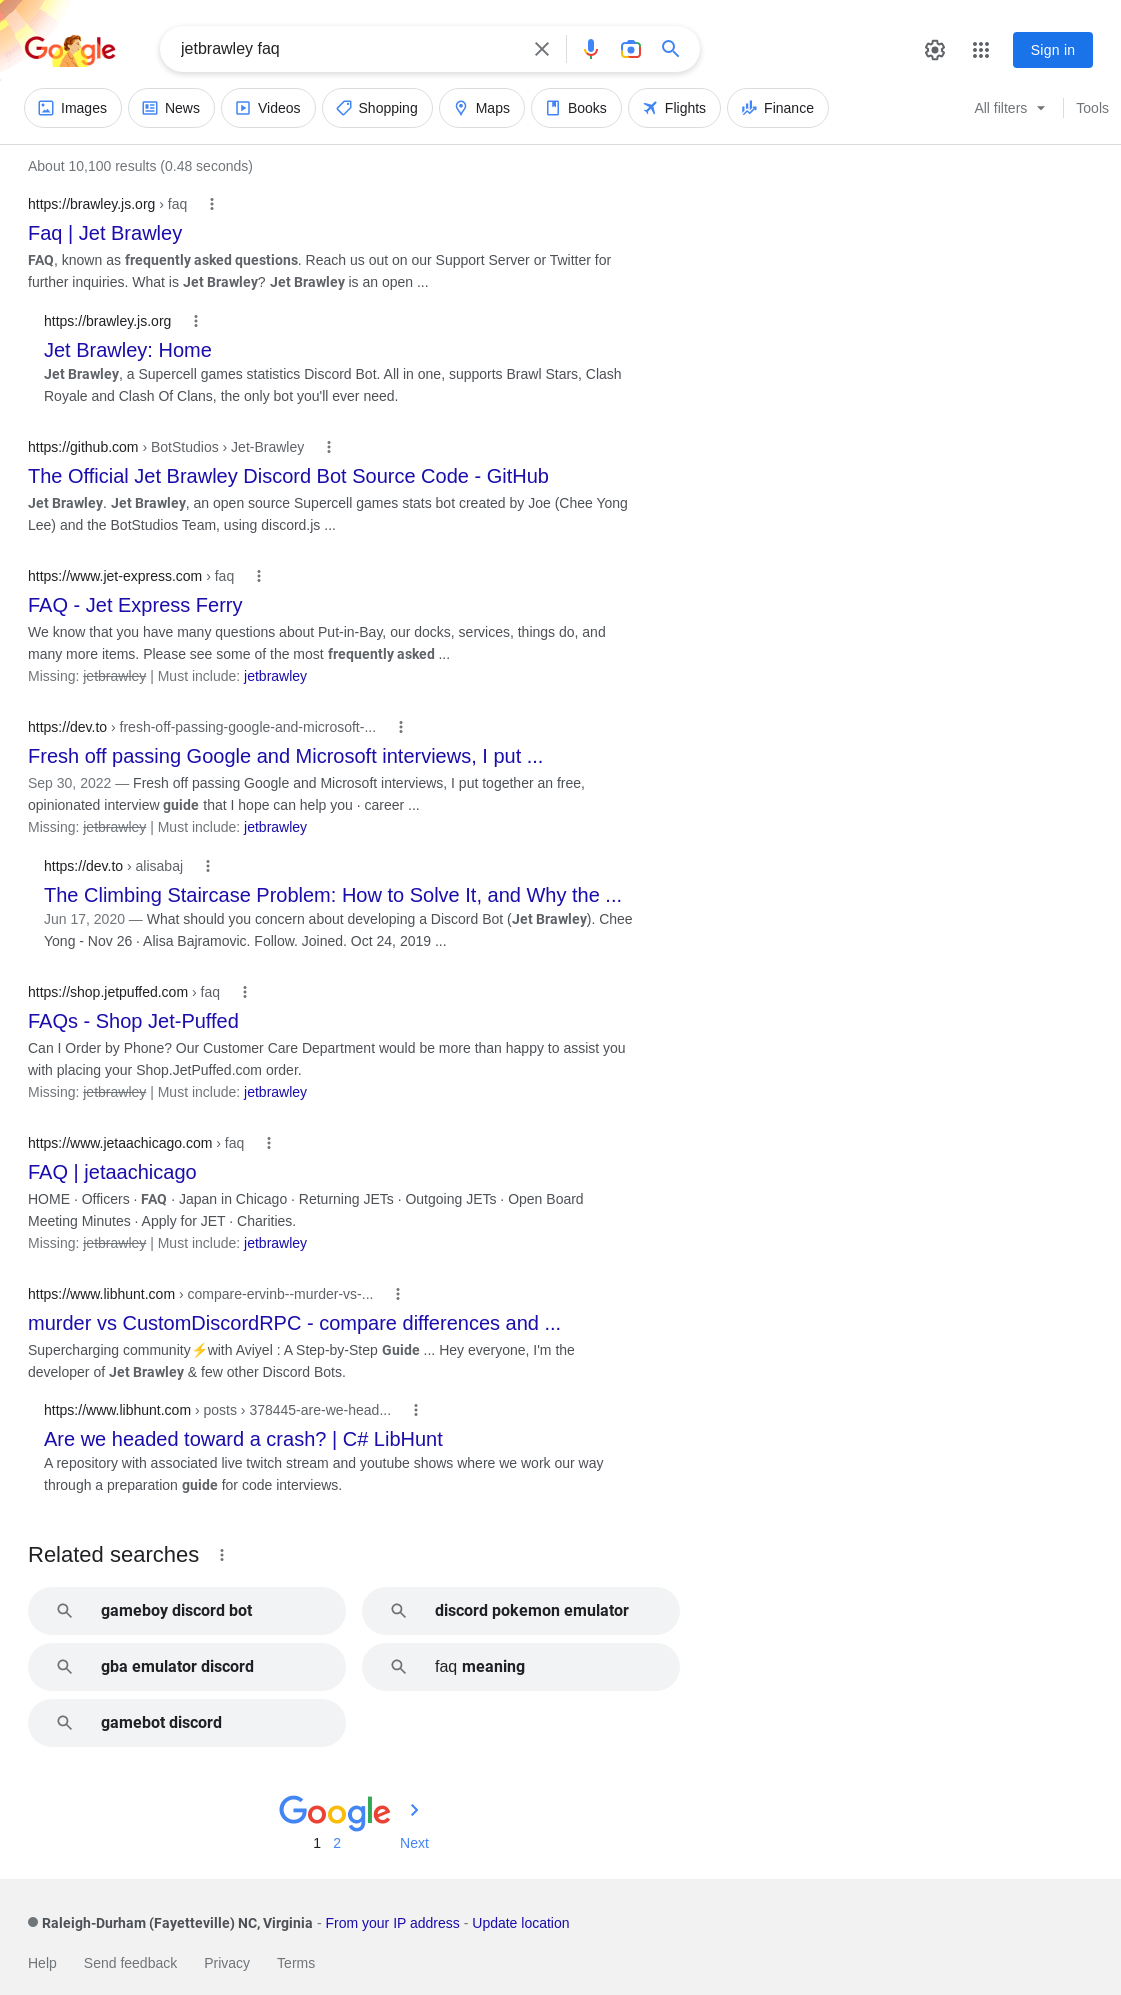 Google
jetbrawley faq
Sign in
Images
News
Videos
Shopping
Maps
Books
Flights
Finance
All filters
Tools
About 10,100 results (0.48 seconds)
https://brawley.js.org › faq
Faq | Jet Brawley
FAQ, known as frequently asked questions. Reach us out on our Support Server or Twitter for
further inquiries. What is Jet Brawley? Jet Brawley is an open ...
https://brawley.js.org
Jet Brawley: Home
Jet Brawley, a Supercell games statistics Discord Bot. All in one, supports Brawl Stars, Clash
Royale and Clash Of Clans, the only bot you'll ever need.
https://github.com › BotStudios › Jet-Brawley
The Official Jet Brawley Discord Bot Source Code - GitHub
Jet Brawley. Jet Brawley, an open source Supercell games stats bot created by Joe (Chee Yong
Lee) and the BotStudios Team, using discord.js ...
https://www.jet-express.com › faq
FAQ - Jet Express Ferry
We know that you have many questions about Put-in-Bay, our docks, services, things do, and
many more items. Please see some of the most frequently asked ...
Missing: jetbrawley | Must include: jetbrawley
https://dev.to › fresh-off-passing-google-and-microsoft-...
Fresh off passing Google and Microsoft interviews, I put ...
Sep 30, 2022 — Fresh off passing Google and Microsoft interviews, I put together an free,
opinionated interview guide that I hope can help you · career ...
Missing: jetbrawley | Must include: jetbrawley
https://dev.to › alisabaj
The Climbing Staircase Problem: How to Solve It, and Why the ...
Jun 17, 2020 — What should you concern about developing a Discord Bot (Jet Brawley). Chee
Yong - Nov 26 · Alisa Bajramovic. Follow. Joined. Oct 24, 2019 ...
https://shop.jetpuffed.com › faq
FAQs - Shop Jet-Puffed
Can I Order by Phone? Our Customer Care Department would be more than happy to assist you
with placing your Shop.JetPuffed.com order.
Missing: jetbrawley | Must include: jetbrawley
https://www.jetaachicago.com › faq
FAQ | jetaachicago
HOME · Officers · FAQ · Japan in Chicago · Returning JETs · Outgoing JETs · Open Board
Meeting Minutes · Apply for JET · Charities.
Missing: jetbrawley | Must include: jetbrawley
https://www.libhunt.com › compare-ervinb--murder-vs-...
murder vs CustomDiscordRPC - compare differences and ...
Supercharging community⚡with Aviyel : A Step-by-Step Guide ... Hey everyone, I'm the
developer of Jet Brawley & few other Discord Bots.
https://www.libhunt.com › posts › 378445-are-we-head...
Are we headed toward a crash? | C# LibHunt
A repository with associated live twitch stream and youtube shows where we work our way
through a preparation guide for code interviews.
Related searches
gameboy discord bot
discord pokemon emulator
gba emulator discord
faq meaning
gamebot discord
Google
1 2 Next
Raleigh-Durham (Fayetteville) NC, Virginia - From your IP address - Update location
Help Send feedback Privacy Terms